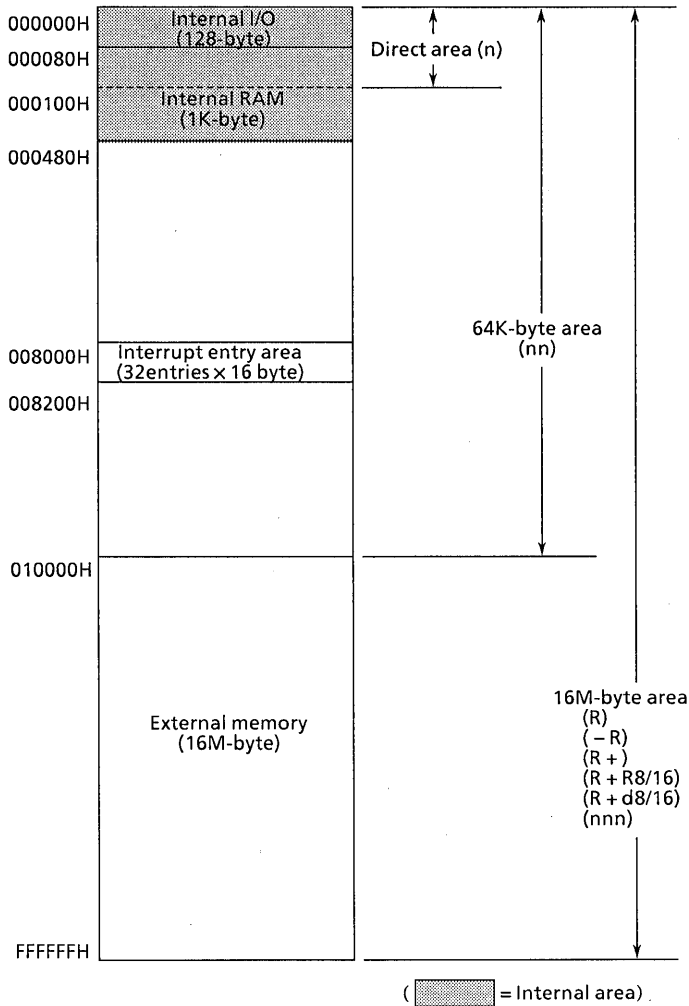 000000H
Internal I/O
(128-byte)
000080H
Direct area (n)
000100H
Internal RAM
(1K-byte)
000480H
64K-byte area
(nn)
008000H
Interrupt entry area
(32entries × 16 byte)
008200H
010000H
External memory
(16M-byte)
16M-byte area
(R)
(−R)
(R+)
(R+R8/16)
(R+d8/16)
(nnn)
FFFFFFH
( = Internal area)